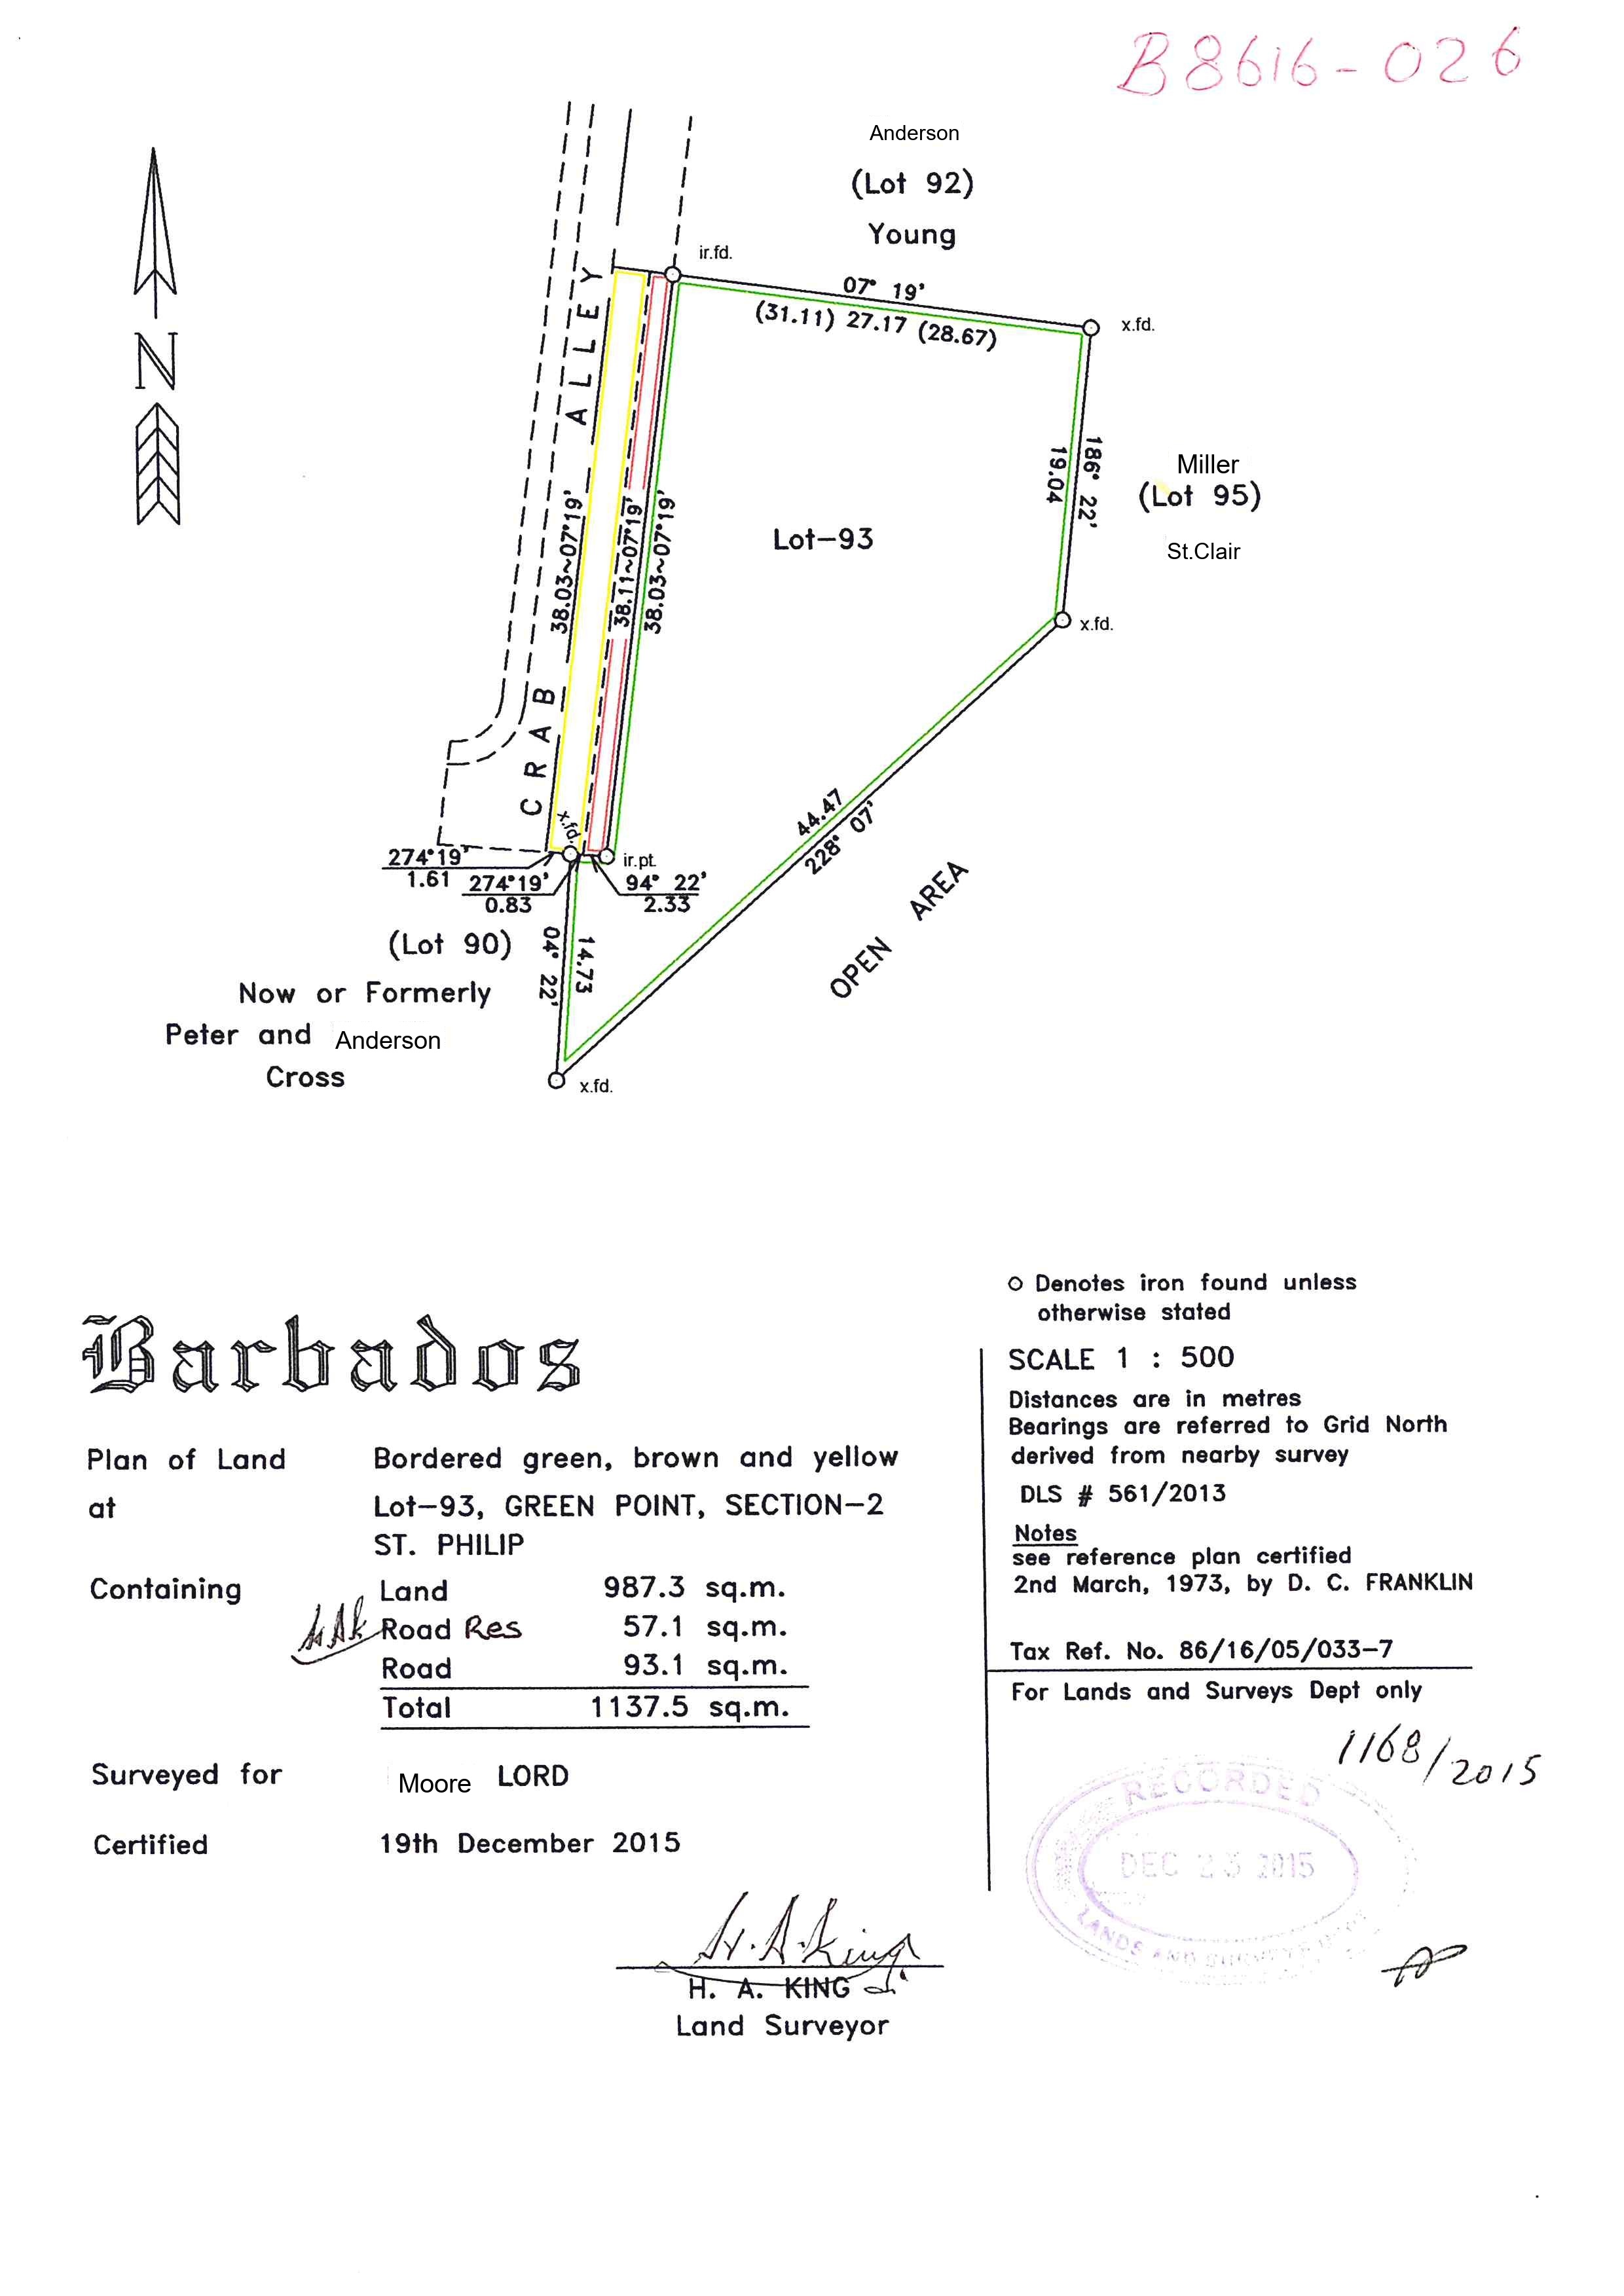 B8616-026
Anderson
(Lot 92)
Young
ir.fd.
07° 19'
(31.11) 27.17 (28.67)
x.fd.
N
CRAB ALLEY
38.03~07°19'
38.11~07°19'
38.03~07°19'
Lot-93
186° 22'
19.04
Miller
(Lot 95)
St.Clair
x.fd.
44.47
228° 07'
OPEN AREA
x.fd.
ir.pt.
274°19'
1.61
274°19'
0.83
94° 22'
2.33
(Lot 90)
04° 22'
14.73
Now or Formerly
Peter and Anderson
Cross
x.fd.
Barbados
Plan of Land Bordered green, brown and yellow
at Lot-93, GREEN POINT, SECTION-2
ST. PHILIP
Containing Land 987.3 sq.m.
Road Res 57.1 sq.m.
Road 93.1 sq.m.
Total 1137.5 sq.m.
Surveyed for Moore LORD
Certified 19th December 2015
H. A. King
H. A. KING
Land Surveyor
Denotes iron found unless
otherwise stated
SCALE 1 : 500
Distances are in metres
Bearings are referred to Grid North
derived from nearby survey
DLS # 561/2013
Notes
see reference plan certified
2nd March, 1973, by D. C. FRANKLIN
Tax Ref. No. 86/16/05/033-7
For Lands and Surveys Dept only
1168/2015
RECORDED
DEC 23 2015
LANDS AND SURVEYS